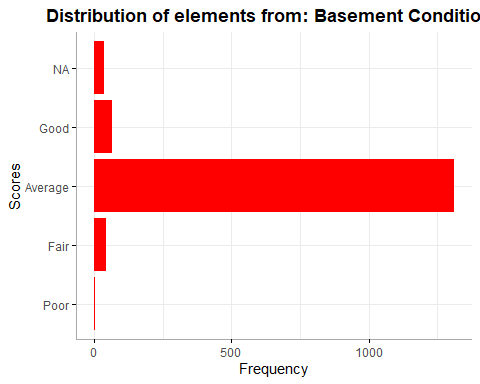 Distribution of elements from: Basement Conditio
NA
Good
Average
Fair
Poor
Scores
0
500
1000
Frequency